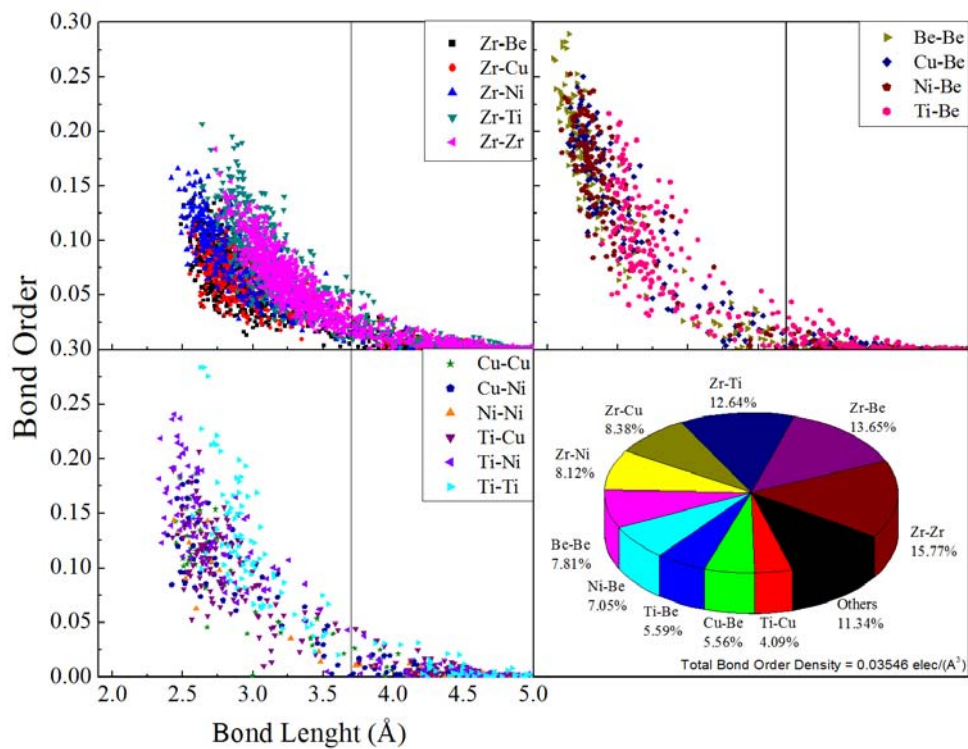 0.30
0.25
0.20
0.15
0.10
0.05
0.30
0.25
0.20
0.15
0.10
0.05
0.00
Bond Order
Zr-Be
Zr-Cu
Zr-Ni
Zr-Ti
Zr-Zr
Be-Be
Cu-Be
Ni-Be
Ti-Be
Cu-Cu
Cu-Ni
Ni-Ni
Ti-Cu
Ti-Ni
Ti-Ti
2.0 2.5 3.0 3.5 4.0 4.5 5.0
Bond Lenght (Å)
Zr-Ti
12.64%
Zr-Be
13.65%
Zr-Cu
8.38%
Zr-Ni
8.12%
Zr-Zr
15.77%
Be-Be
7.81%
Ni-Be
7.05%
Ti-Be
5.59%
Cu-Be
5.56%
Ti-Cu
4.09%
Others
11.34%
Total Bond Order Density = 0.03546 elec/(A³)